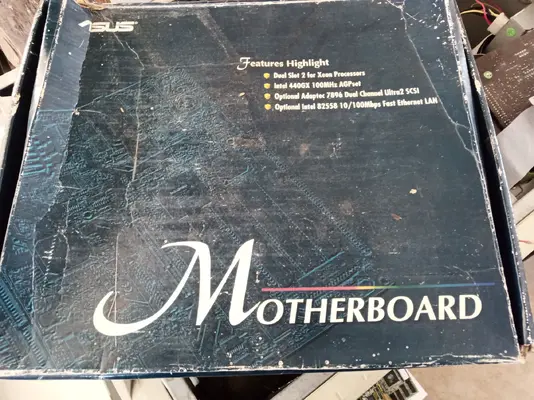 ASUS
Features Highlight
Dual Slot 2 for Xeon Processors
Intel 440GX 100MHz AGPset
Optional Adaptec 7896 Dual Channel Ultra2 SCSI
Optional Intel 82558 10/100Mbps Fast Ethernet LAN
MOTHERBOARD